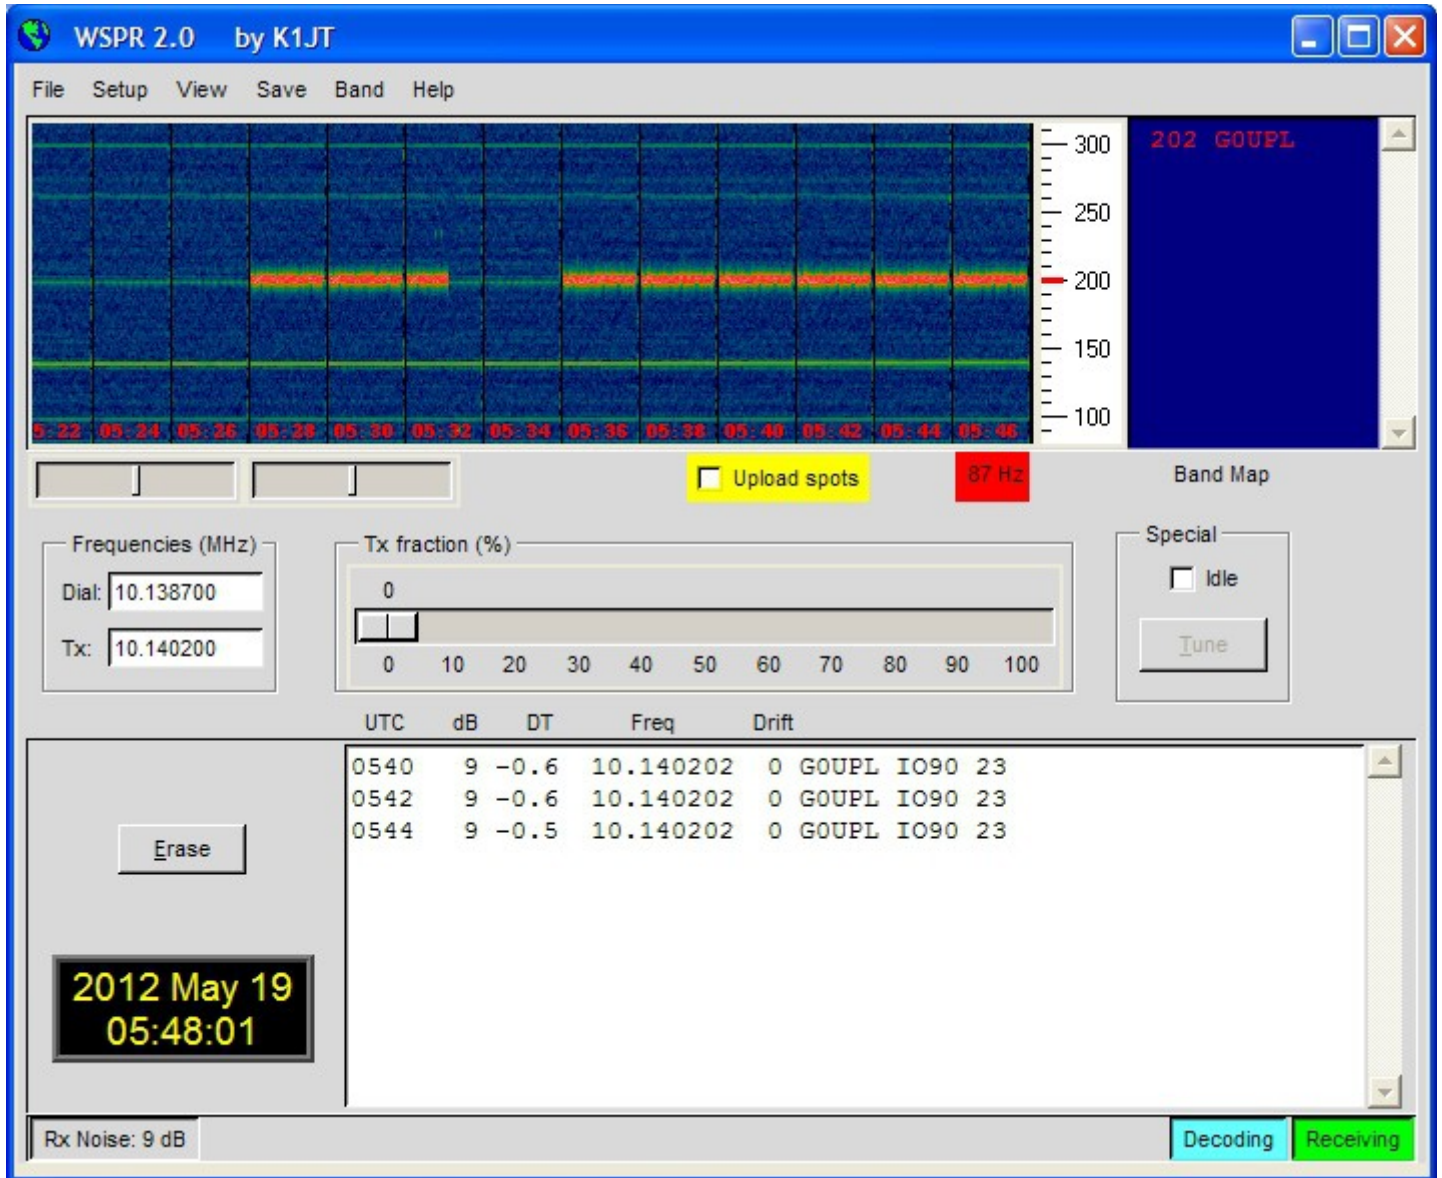 WSPR 2.0 by K1JT
File Setup View Save Band Help
300
250
200
150
100
202 G0UPL
5:22 05:24 05:26 05:28 05:30 05:32 05:34 05:36 05:38 05:40 05:42 05:44 05:46
Upload spots
87 Hz
Band Map
Frequencies (MHz)
Dial: 10.138700
Tx: 10.140200
Tx fraction (%)
0
0 10 20 30 40 50 60 70 80 90 100
Special
Idle
Tune
UTC dB DT Freq Drift
0540 9 -0.6 10.140202 0 G0UPL IO90 23
0542 9 -0.6 10.140202 0 G0UPL IO90 23
0544 9 -0.5 10.140202 0 G0UPL IO90 23
Erase
2012 May 19
05:48:01
Rx Noise: 9 dB
Decoding
Receiving